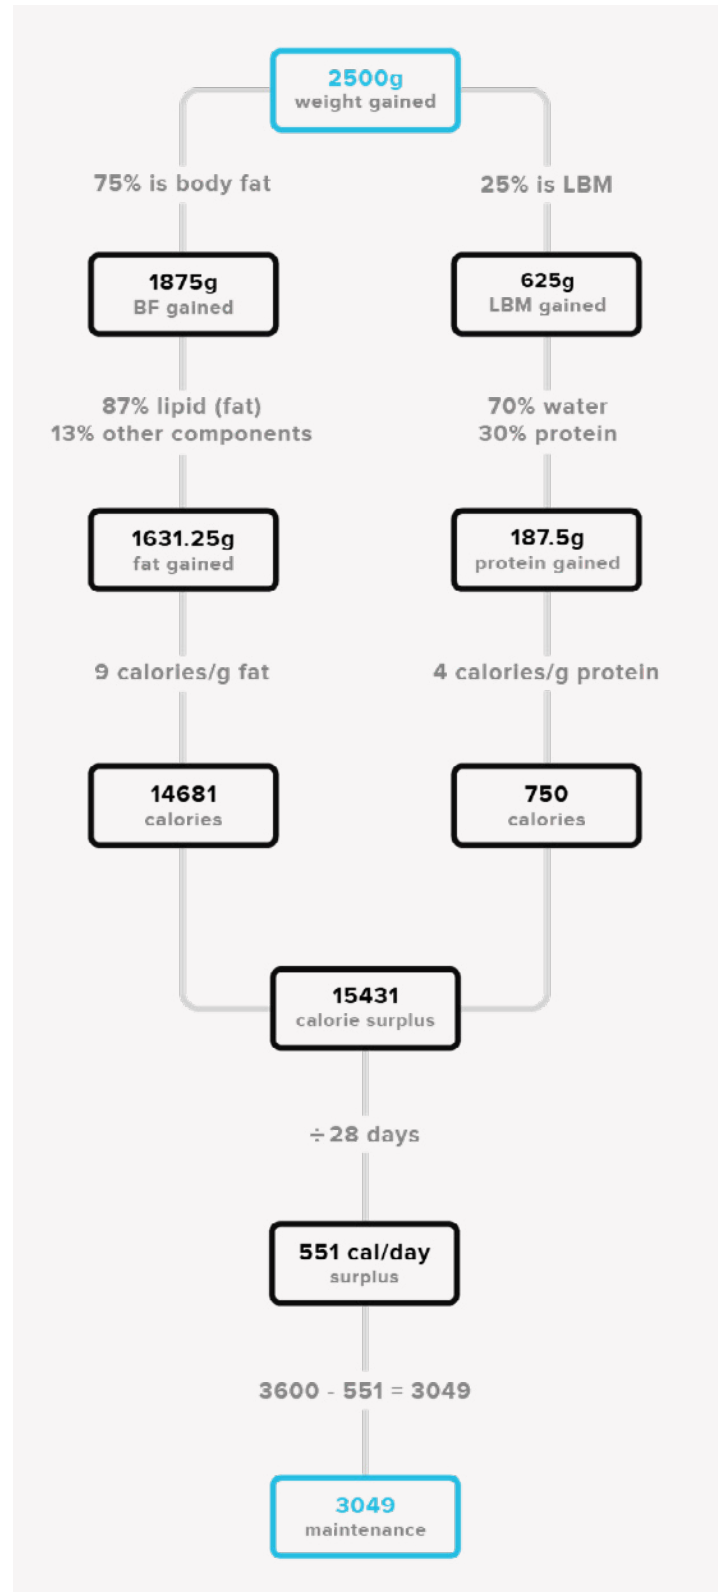 2500g
weight gained
75% is body fat
25% is LBM
1875g
BF gained
625g
LBM gained
87% lipid (fat)
13% other components
70% water
30% protein
1631.25g
fat gained
187.5g
protein gained
9 calories/g fat
4 calories/g protein
14681
calories
750
calories
15431
calorie surplus
÷ 28 days
551 cal/day
surplus
3600 - 551 = 3049
3049
maintenance